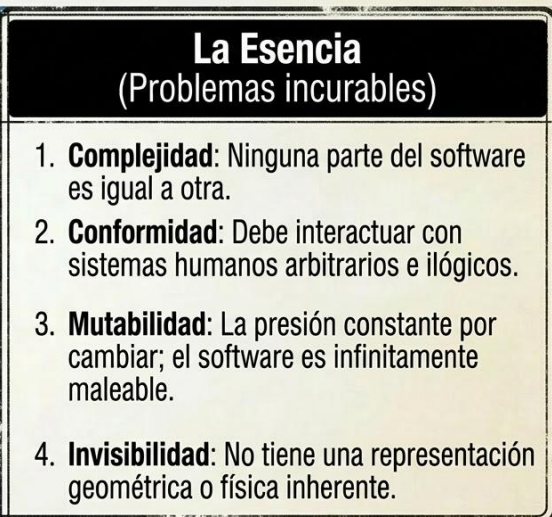 La Esencia
(Problemas incurables)
1. Complejidad: Ninguna parte del software
es igual a otra.
2. Conformidad: Debe interactuar con
sistemas humanos arbitrarios e ilógicos.
3. Mutabilidad: La presión constante por
cambiar; el software es infinitamente
maleable.
4. Invisibilidad: No tiene una representación
geométrica o física inherente.